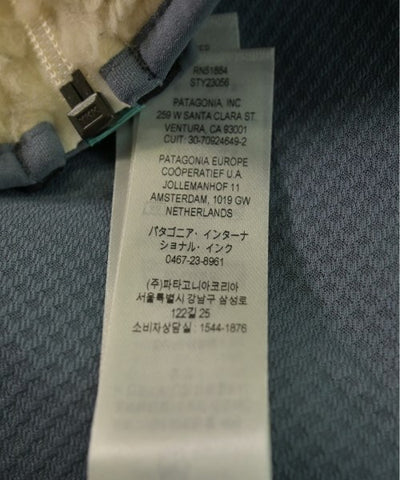 RN51884
STY23056
PATAGONIA, INC
259 W SANTA CLARA ST.
VENTURA, CA 93001
CUIT: 30-70924649-2
PATAGONIA EUROPE
COÖPERATIEF U.A
JOLLEMANHOF 11
AMSTERDAM, 1019 GW
NETHERLANDS
パタゴニア・インターナ
ショナル・インク
0467-23-8961
(주)파타고니아코리아
서울특별시 강남구 삼성로
122길 25
소비자상담실 : 1544-1876